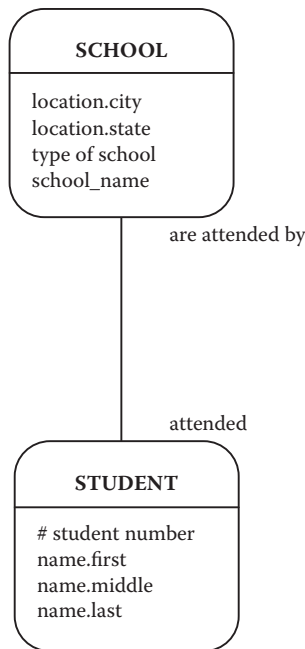 SCHOOL
location.city
location.state
type of school
school_name
are attended by
attended
STUDENT
# student number
name.first
name.middle
name.last